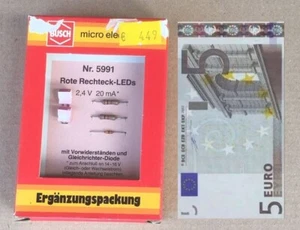 BUSCH
micro ele
€ 4.49
Nr. 5991
Rote Rechteck-LEDs
2,4 V 20 mA*
mit Vorwiderständen und
Gleichrichter-Diode
Ergänzungspackung
5
5 EURO